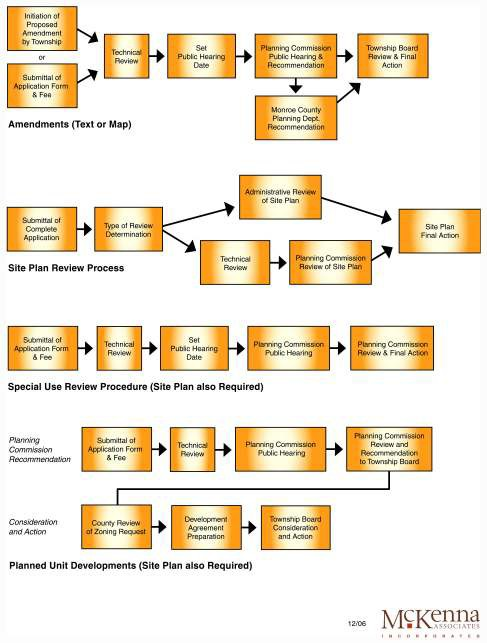 Initiation of
Proposed
Amendment
by Township
or
Submittal of
Application Form
& Fee
Technical
Review
Set
Public Hearing
Date
Planning Commission
Public Hearing &
Recommendation
Township Board
Review & Final
Action
Monroe County
Planning Dept.
Recommendation
Amendments (Text or Map)
Submittal of
Complete
Application
Type of Review
Determination
Administrative Review
of Site Plan
Technical
Review
Planning Commission
Review of Site Plan
Site Plan
Final Action
Site Plan Review Process
Submittal of
Application Form
& Fee
Technical
Review
Set
Public Hearing
Date
Planning Commission
Public Hearing
Planning Commission
Review & Final Action
Special Use Review Procedure (Site Plan also Required)
Planning
Commission
Recommendation
Submittal of
Application Form
& Fee
Technical
Review
Planning Commission
Public Hearing
Planning Commission
Review and
Recommendation
to Township Board
Consideration
and Action
County Review
of Zoning Request
Development
Agreement
Preparation
Township Board
Consideration
and Action
Planned Unit Developments (Site Plan also Required)
12/06
McKenna
ASSOCIATES
INCORPORATED